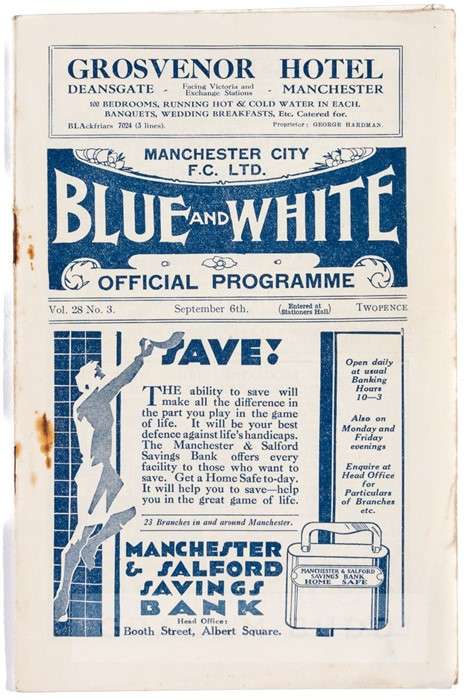 GROSVENOR HOTEL
DEANSGATE - Facing Victoria and Exchange Stations - MANCHESTER
100 BEDROOMS, RUNNING HOT & COLD WATER IN EACH.
BANQUETS, WEDDING BREAKFASTS, Etc. Catered for.
BLAckfriars 7024 (5 lines). Proprietor: GEORGE HARDMAN.
MANCHESTER CITY
F.C. LTD.
BLUE AND WHITE
OFFICIAL PROGRAMME
Vol. 28 No. 3. September 6th. (Entered at Stationers Hall) TWOPENCE
SAVE!
THE ability to save will
make all the difference in
the part you play in the game
of life. It will be your best
defence against life's handicaps.
The Manchester & Salford
Savings Bank offers every
facility to those who want to
save. Get a Home Safe to-day.
It will help you to save—help
you in the great game of life.
23 Branches in and around Manchester.
MANCHESTER
& SALFORD
SAVINGS
BANK
Head Office:
Booth Street, Albert Square.
Open daily
at usual
Banking
Hours
10—3
Also on
Monday and
Friday
evenings
Enquire at
Head Office
for
Particulars
of Branches
etc.
MANCHESTER & SALFORD
SAVINGS BANK
HOME SAFE